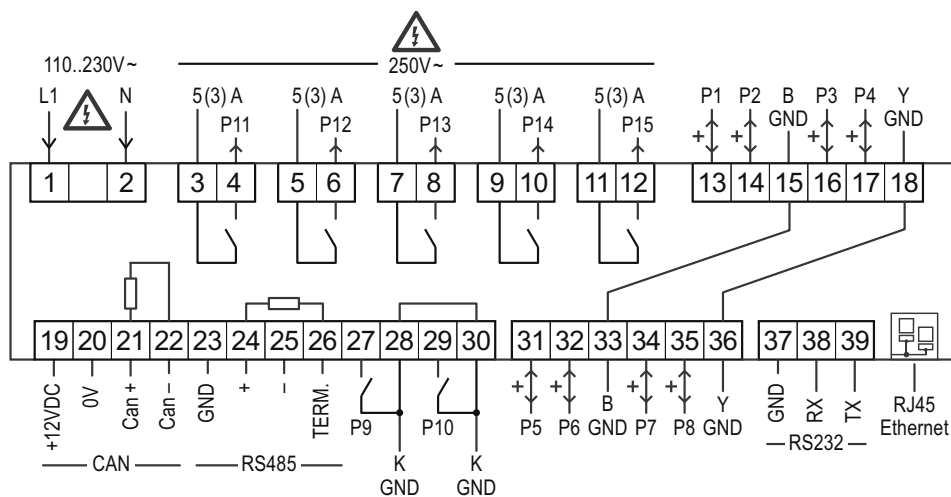 110..230V~
250V~
L1 N 5(3) A 5(3) A 5(3) A 5(3) A 5(3) A P1 P2 B P3 P4 Y
P11 P12 P13 P14 P15 GND GND
+ + + +
1 2 3 4 5 6 7 8 9 10 11 12 13 14 15 16 17 18
19 20 21 22 23 24 25 26 27 28 29 30 31 32 33 34 35 36 37 38 39
+12VDC 0V Can + Can – GND + – TERM. + + + + GND RX TX
P9 P10 P5 P6 B GND P7 P8 Y GND
RJ45
Ethernet
CAN RS485 K K RS232
GND GND